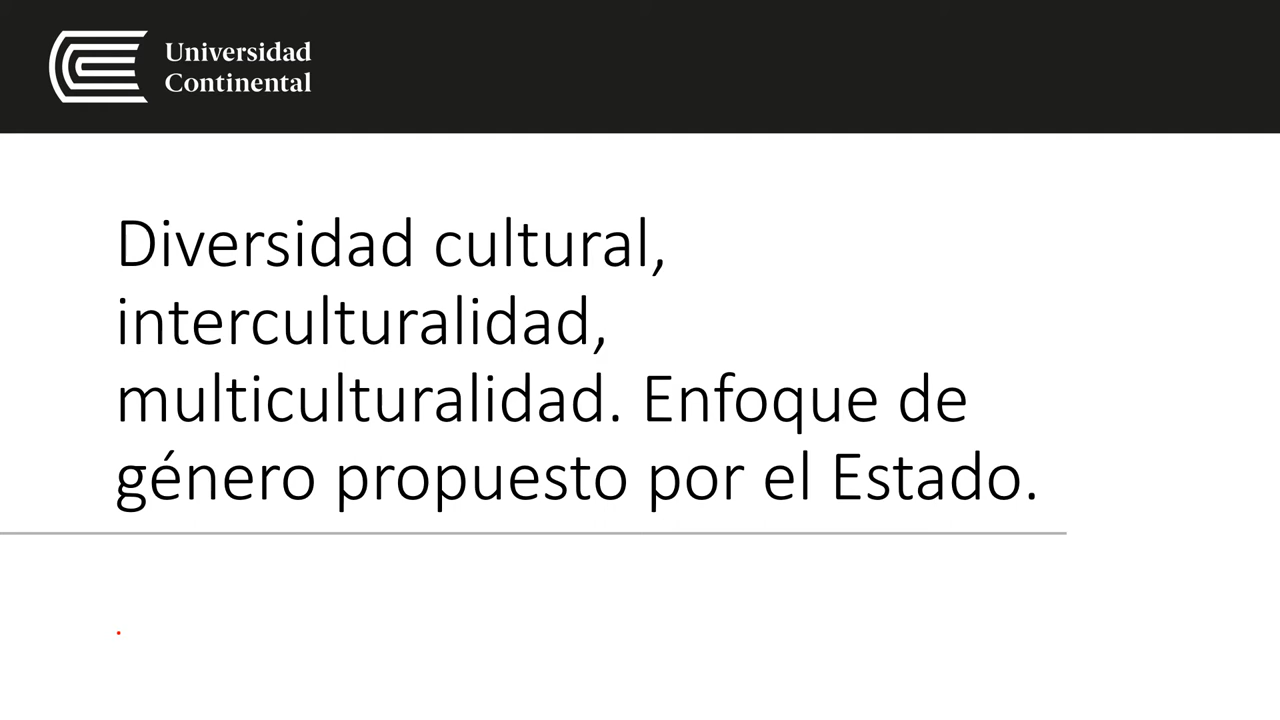 Universidad
Continental
Diversidad cultural,
interculturalidad,
multiculturalidad. Enfoque de
género propuesto por el Estado.
.